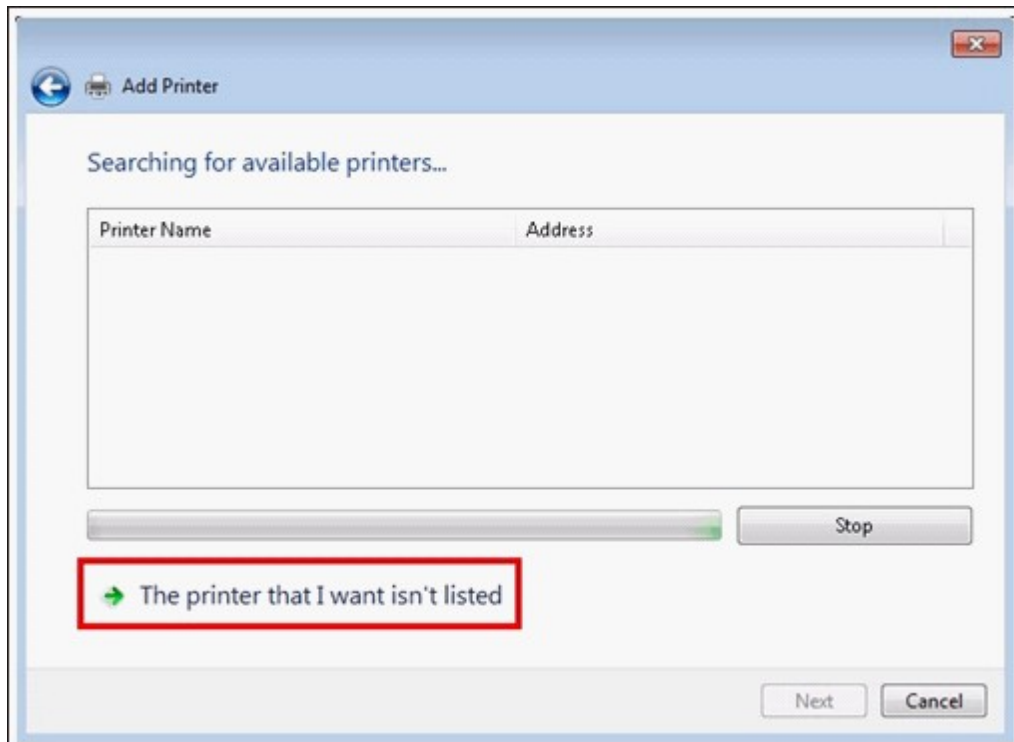 Add Printer
Searching for available printers...
Printer Name Address
Stop
The printer that I want isn't listed
Next Cancel